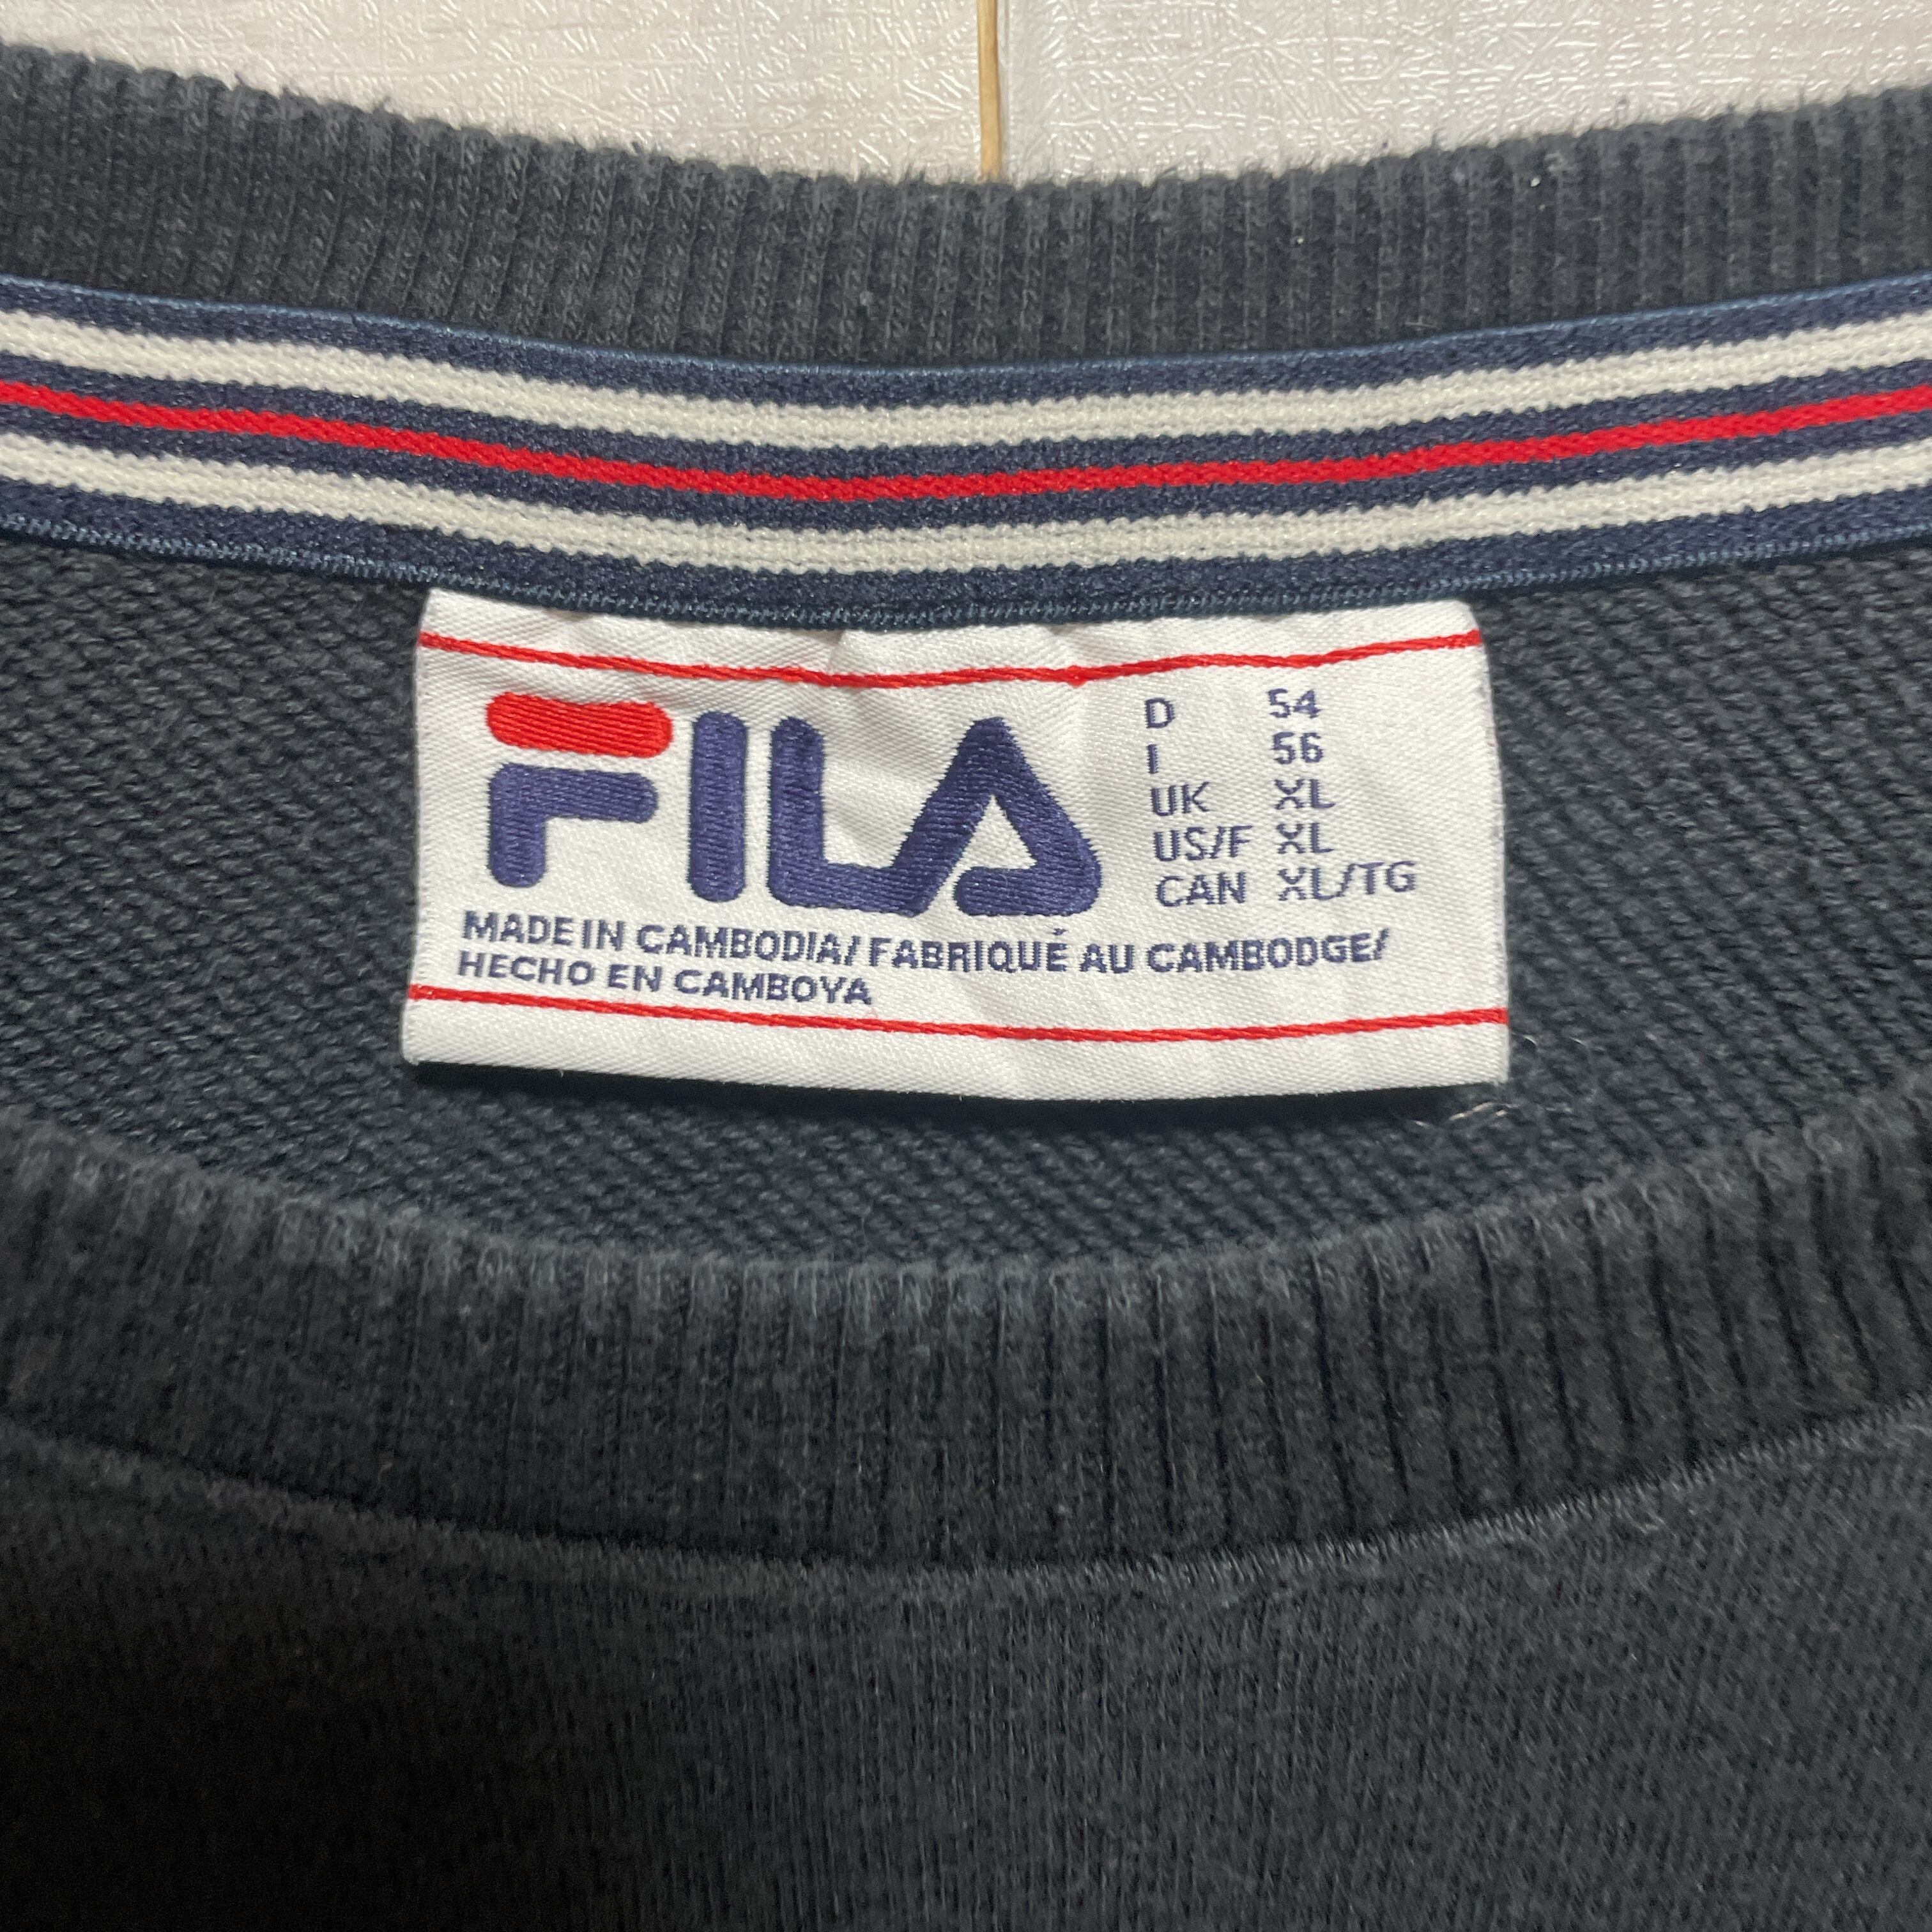 FILA
D 54
I 56
UK XL
US/F XL
CAN XL/TG
MADE IN CAMBODIA/ FABRIQUÉ AU CAMBODGE/
HECHO EN CAMBOYA